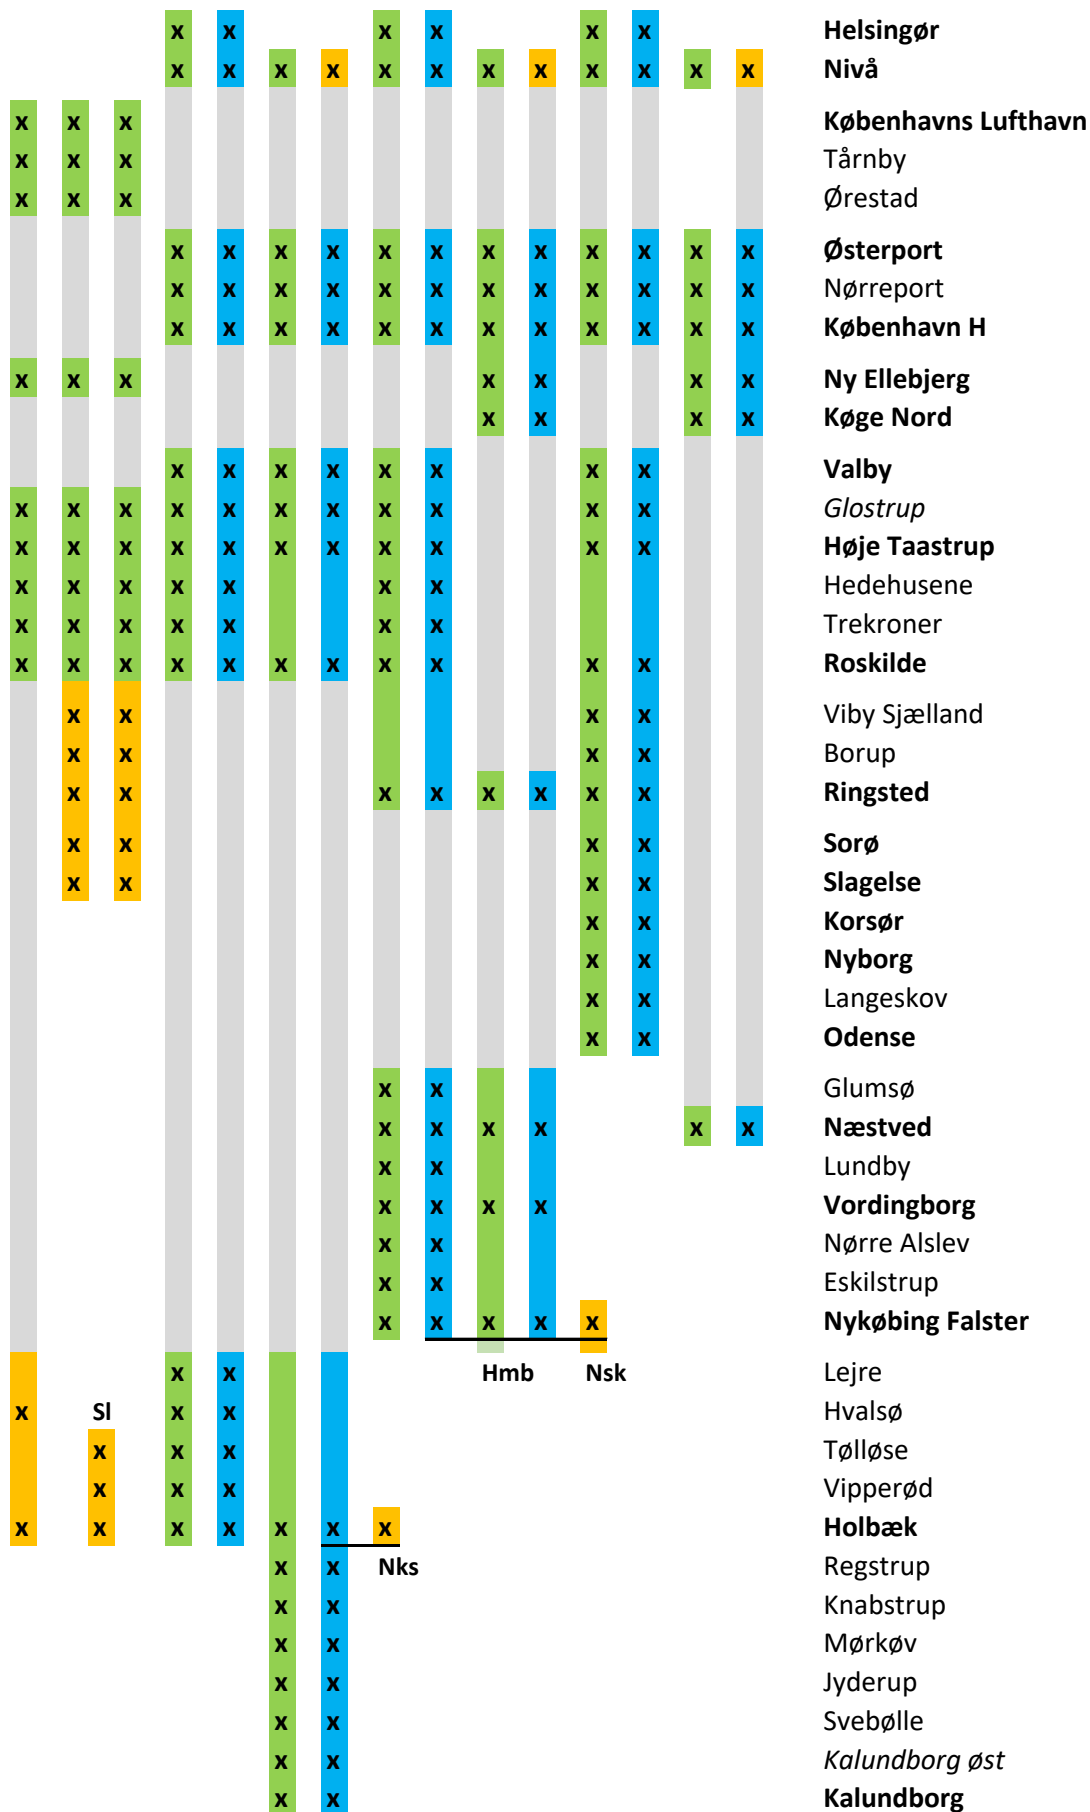 x x x x x x Helsingør
x x x x x x x x x x x x Nivå
x x x Københavns Lufthavn
x x x Tårnby
x x x Ørestad
x x x x x x x x x x x x Østerport
x x x x x x x x x x x x Nørreport
x x x x x x x x x x x x København H
x x x x x x x Ny Ellebjerg
x x x x Køge Nord
x x x x x x x x Valby
x x x x x x x x x x x Glostrup
x x x x x x x x x x x Høje Taastrup
x x x x x x x Hedehusene
x x x x x x x Trekroner
x x x x x x x x x x x Roskilde
x x x x Viby Sjælland
x x x x Borup
x x x x x x x x Ringsted
x x x x Sorø
x x x x Slagelse
x x Korsør
x x Nyborg
x x Langeskov
x x Odense
x x Glumsø
x x x x x x Næstved
x x Lundby
x x x x Vordingborg
x x Nørre Alslev
x x Eskilstrup
x x x x x Nykøbing Falster
x x Hmb Nsk Lejre
x Sl x x Hvalsø
x x x Tølløse
x x x Vipperød
x x x x x x x Holbæk
x x Nks Regstrup
x x Knabstrup
x x Mørkøv
x x Jyderup
x x Svebølle
x x Kalundborg øst
x x Kalundborg